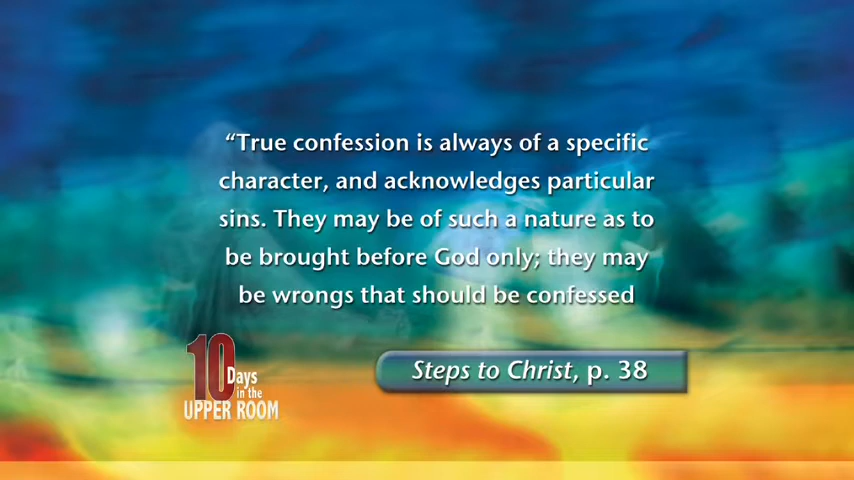 “True confession is always of a specific
character, and acknowledges particular
sins. They may be of such a nature as to
be brought before God only; they may
be wrongs that should be confessed
Steps to Christ, p. 38
10
Days
in the
UPPER ROOM